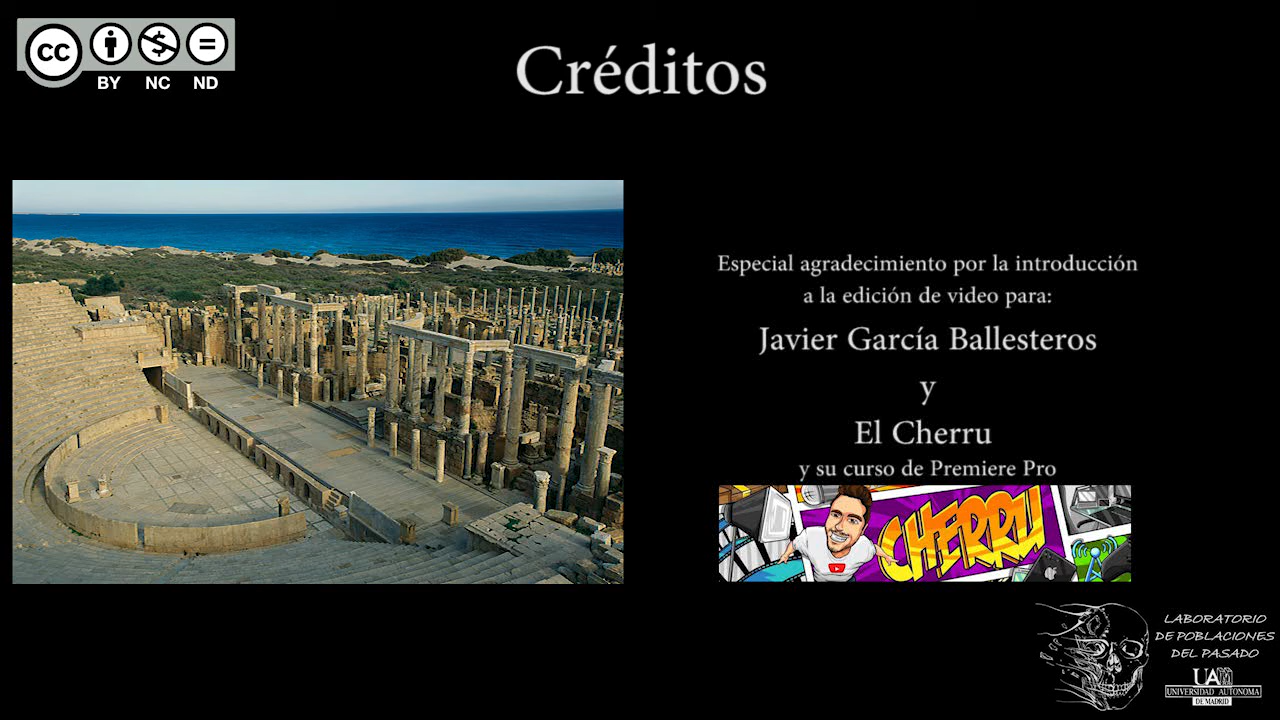 Créditos
CC
BY NC ND
Especial agradecimiento por la introducción
a la edición de video para:
Javier García Ballesteros
y
El Cherru
y su curso de Premiere Pro
CHERRU
LABORATORIO
DE POBLACIONES
DEL PASADO
UAM
UNIVERSIDAD AUTONOMA
DE MADRID